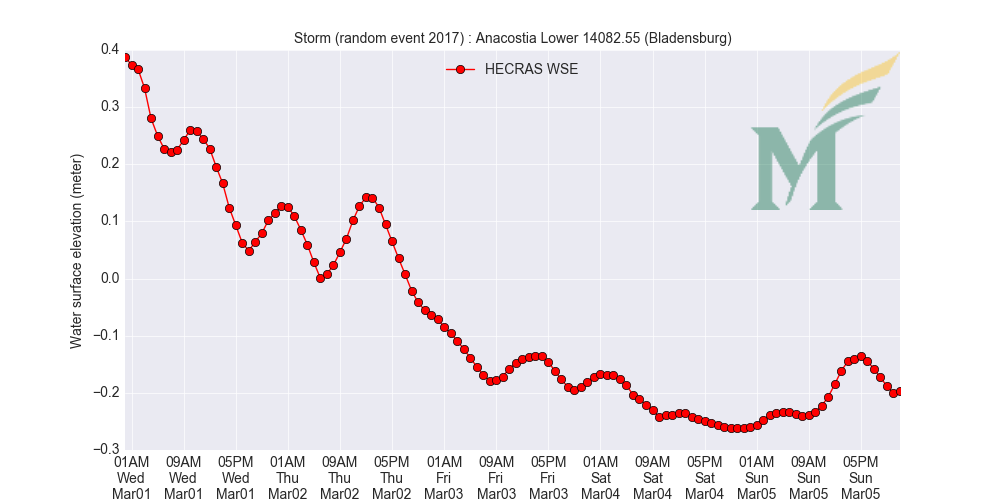 Storm (random event 2017) : Anacostia Lower 14082.55 (Bladensburg)
HECRAS WSE
M
Water surface elevation (meter)
0.4
0.3
0.2
0.1
0.0
−0.1
−0.2
−0.3
01AM 09AM 05PM 01AM 09AM 05PM 01AM 09AM 05PM 01AM 09AM 05PM 01AM 09AM 05PM
Wed Wed Wed Thu Thu Thu Fri Fri Fri Sat Sat Sat Sun Sun Sun
Mar01 Mar01 Mar01 Mar02 Mar02 Mar02 Mar03 Mar03 Mar03 Mar04 Mar04 Mar04 Mar05 Mar05 Mar05